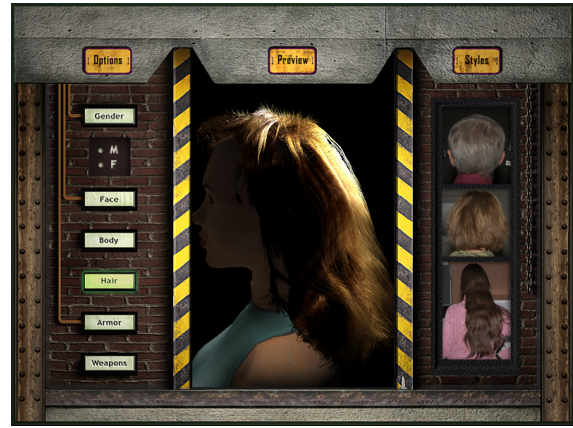 Options
Preview
Styles
Gender
M
F
Face
Body
Hair
Armor
Weapons